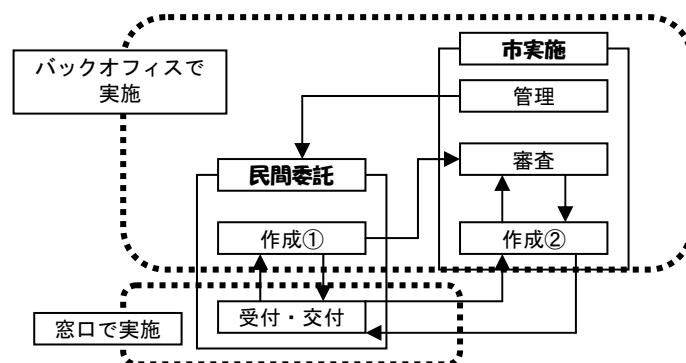 市実施
バックオフィスで
実施
管理
審査
民間委託
作成①
作成②
受付・交付
窓口で実施